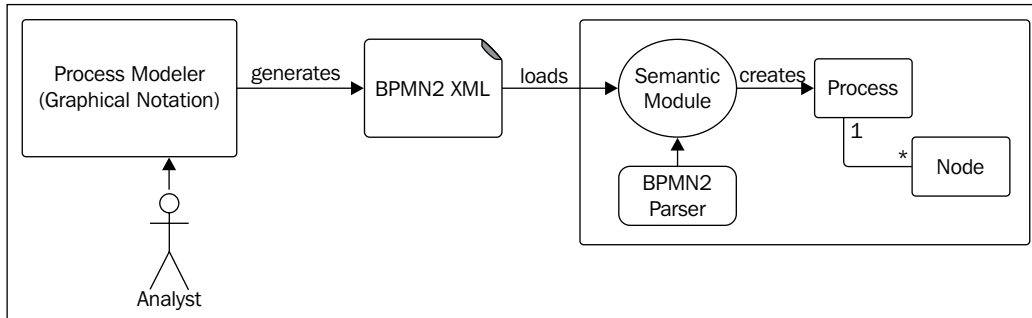 Process Modeler
(Graphical Notation)
generates
BPMN2 XML
loads
Semantic
Module
creates
Process
1
*
Node
BPMN2
Parser
Analyst